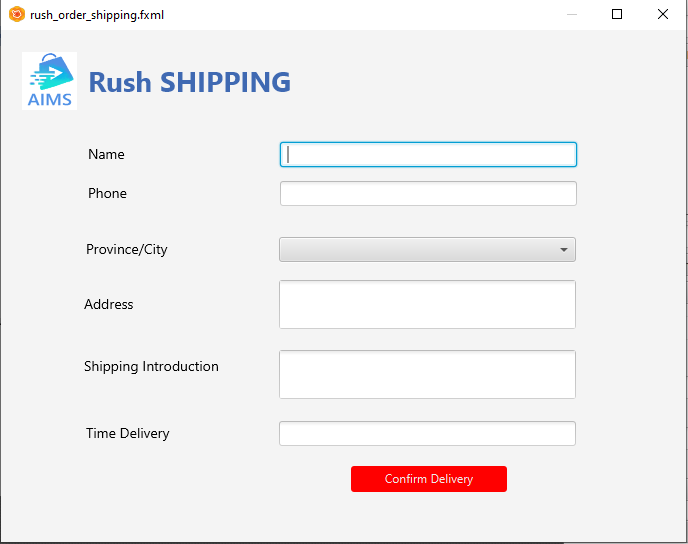 rush_order_shipping.fxml
AIMS
Rush SHIPPING
Name
Phone
Province/City
Address
Shipping Introduction
Time Delivery
Confirm Delivery